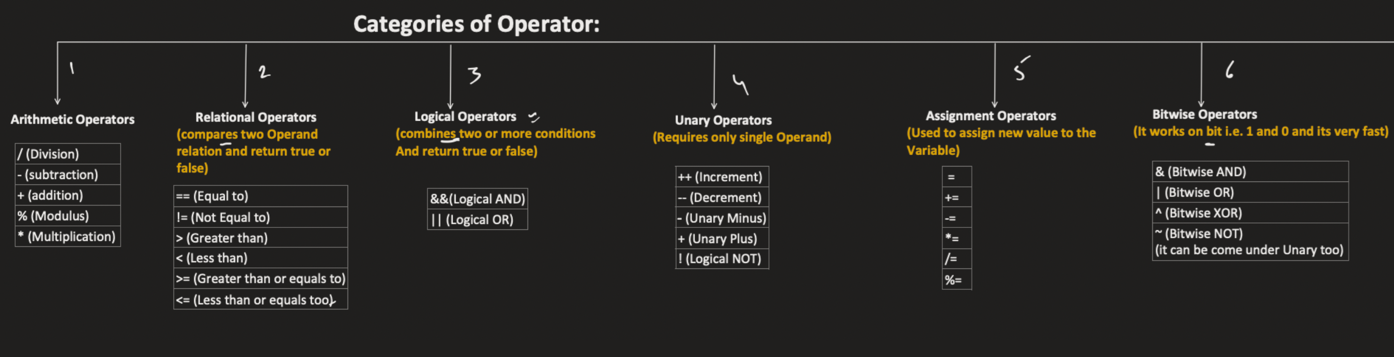 Categories of Operator:
1
2
3
4
5
6
Arithmetic Operators
/ (Division)
- (subtraction)
+ (addition)
% (Modulus)
* (Multiplication)
Relational Operators
(compares two Operand
relation and return true or
false)
== (Equal to)
!= (Not Equal to)
> (Greater than)
< (Less than)
>= (Greater than or equals to)
<= (Less than or equals too)
Logical Operators
(combines two or more conditions
And return true or false)
&&(Logical AND)
|| (Logical OR)
Unary Operators
(Requires only single Operand)
++ (Increment)
-- (Decrement)
- (Unary Minus)
+ (Unary Plus)
! (Logical NOT)
Assignment Operators
(Used to assign new value to the
Variable)
=
+=
-=
*=
/=
%=
Bitwise Operators
(It works on bit i.e. 1 and 0 and its very fast)
& (Bitwise AND)
| (Bitwise OR)
^ (Bitwise XOR)
~ (Bitwise NOT)
(it can be come under Unary too)